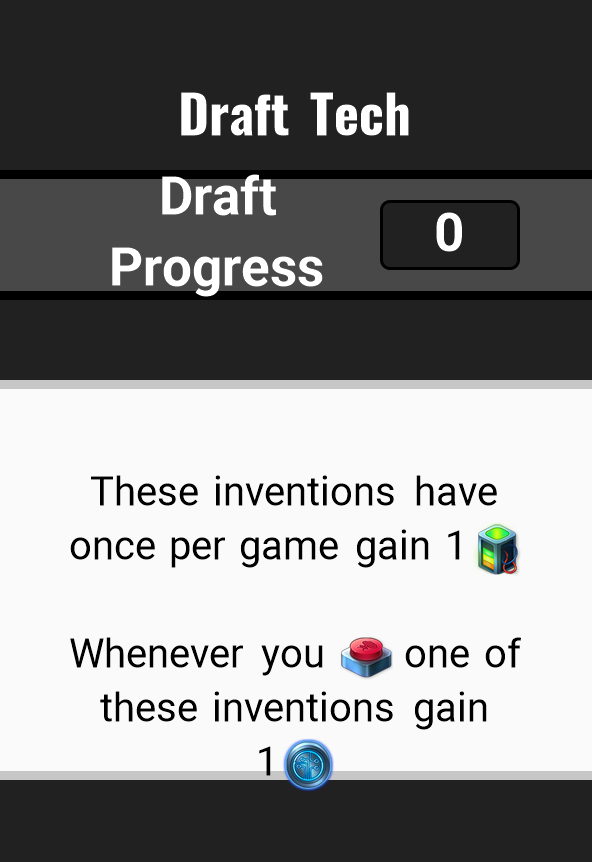 Draft Tech
Draft
Progress
0
These inventions have
once per game gain 1
Whenever you one of
these inventions gain
1